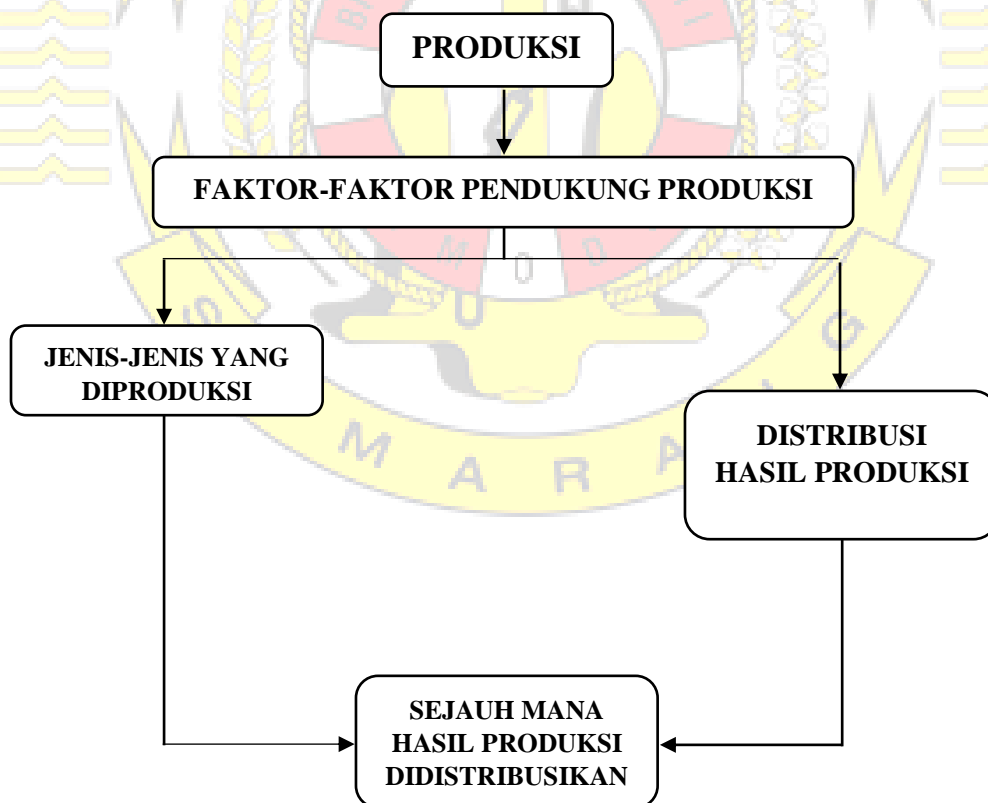 PRODUKSI
FAKTOR-FAKTOR PENDUKUNG PRODUKSI
JENIS-JENIS YANG
DIPRODUKSI
DISTRIBUSI
HASIL PRODUKSI
SEJAUH MANA
HASIL PRODUKSI
DIDISTRIBUSIKAN